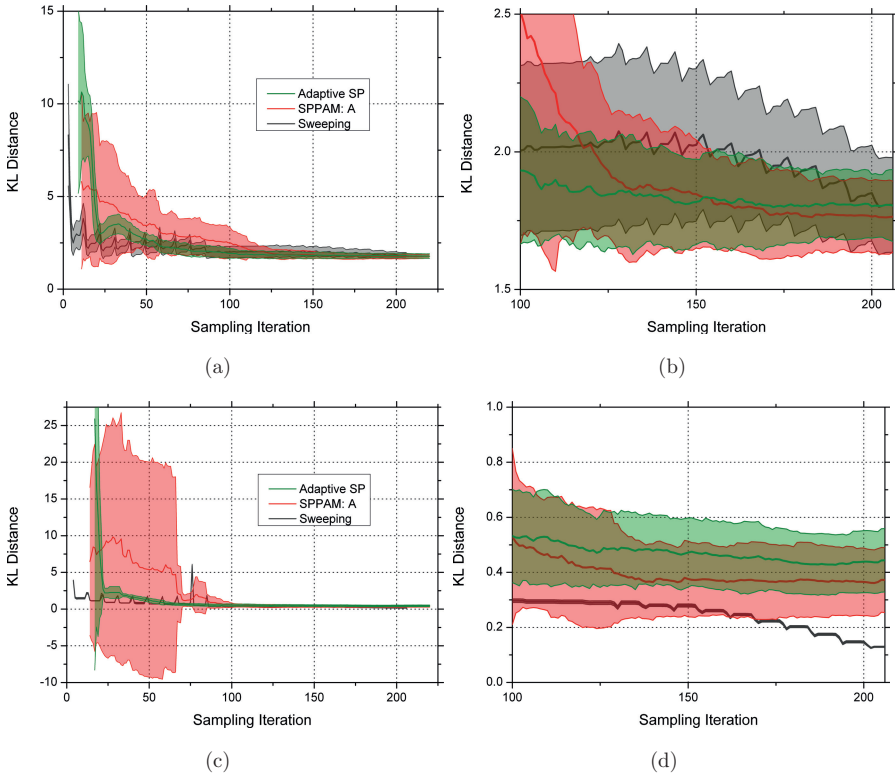 15
10
5
0
KL Distance
0
50
100
150
200
Sampling Iteration
Adaptive SP
SPPAM: A
Sweeping
(a)
2.5
2.0
1.5
KL Distance
100
150
200
Sampling Iteration
(b)
25
20
15
10
5
0
-5
-10
KL Distance
0
50
100
150
200
Sampling Iteration
Adaptive SP
SPPAM: A
Sweeping
(c)
1.0
0.8
0.6
0.4
0.2
0.0
KL Distance
100
150
200
Sampling Iteration
(d)